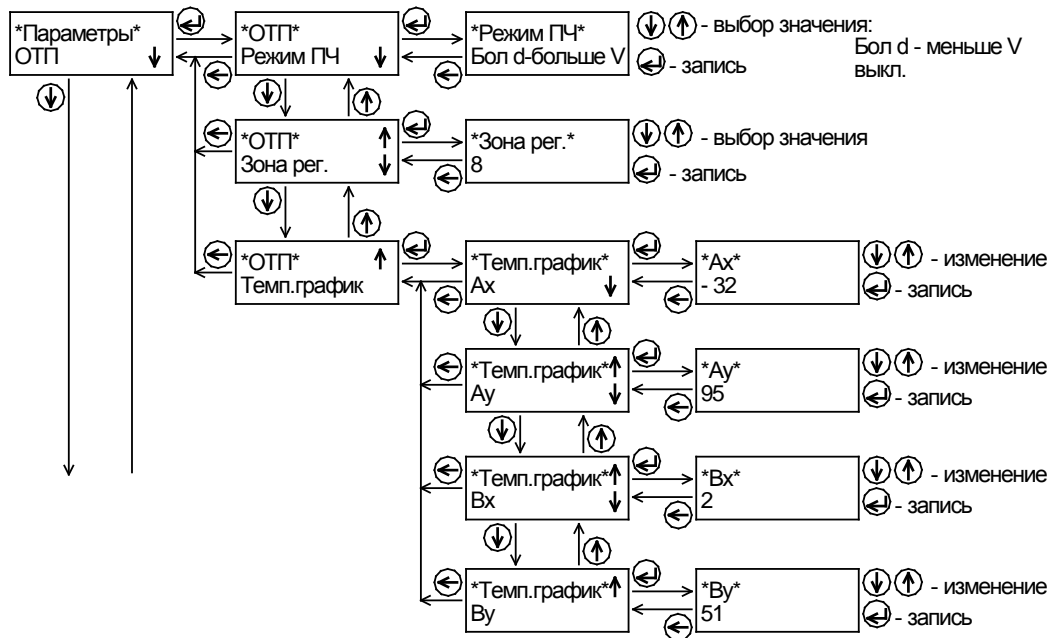 *Параметры*
ОТП
*ОТП*
Режим ПЧ
*Режим ПЧ*
Бол d-больше V
- выбор значения:
Бол d - меньше V
выкл.
- запись
*ОТП*
Зона рег.
*Зона рег.*
8
- выбор значения
- запись
*ОТП*
Темп.график
*Темп.график*
Ax
*Ax*
- 32
- изменение
- запись
*Темп.график*
Ay
*Ay*
95
- изменение
- запись
*Темп.график*
Bx
*Bx*
2
- изменение
- запись
*Темп.график*
By
*By*
51
- изменение
- запись